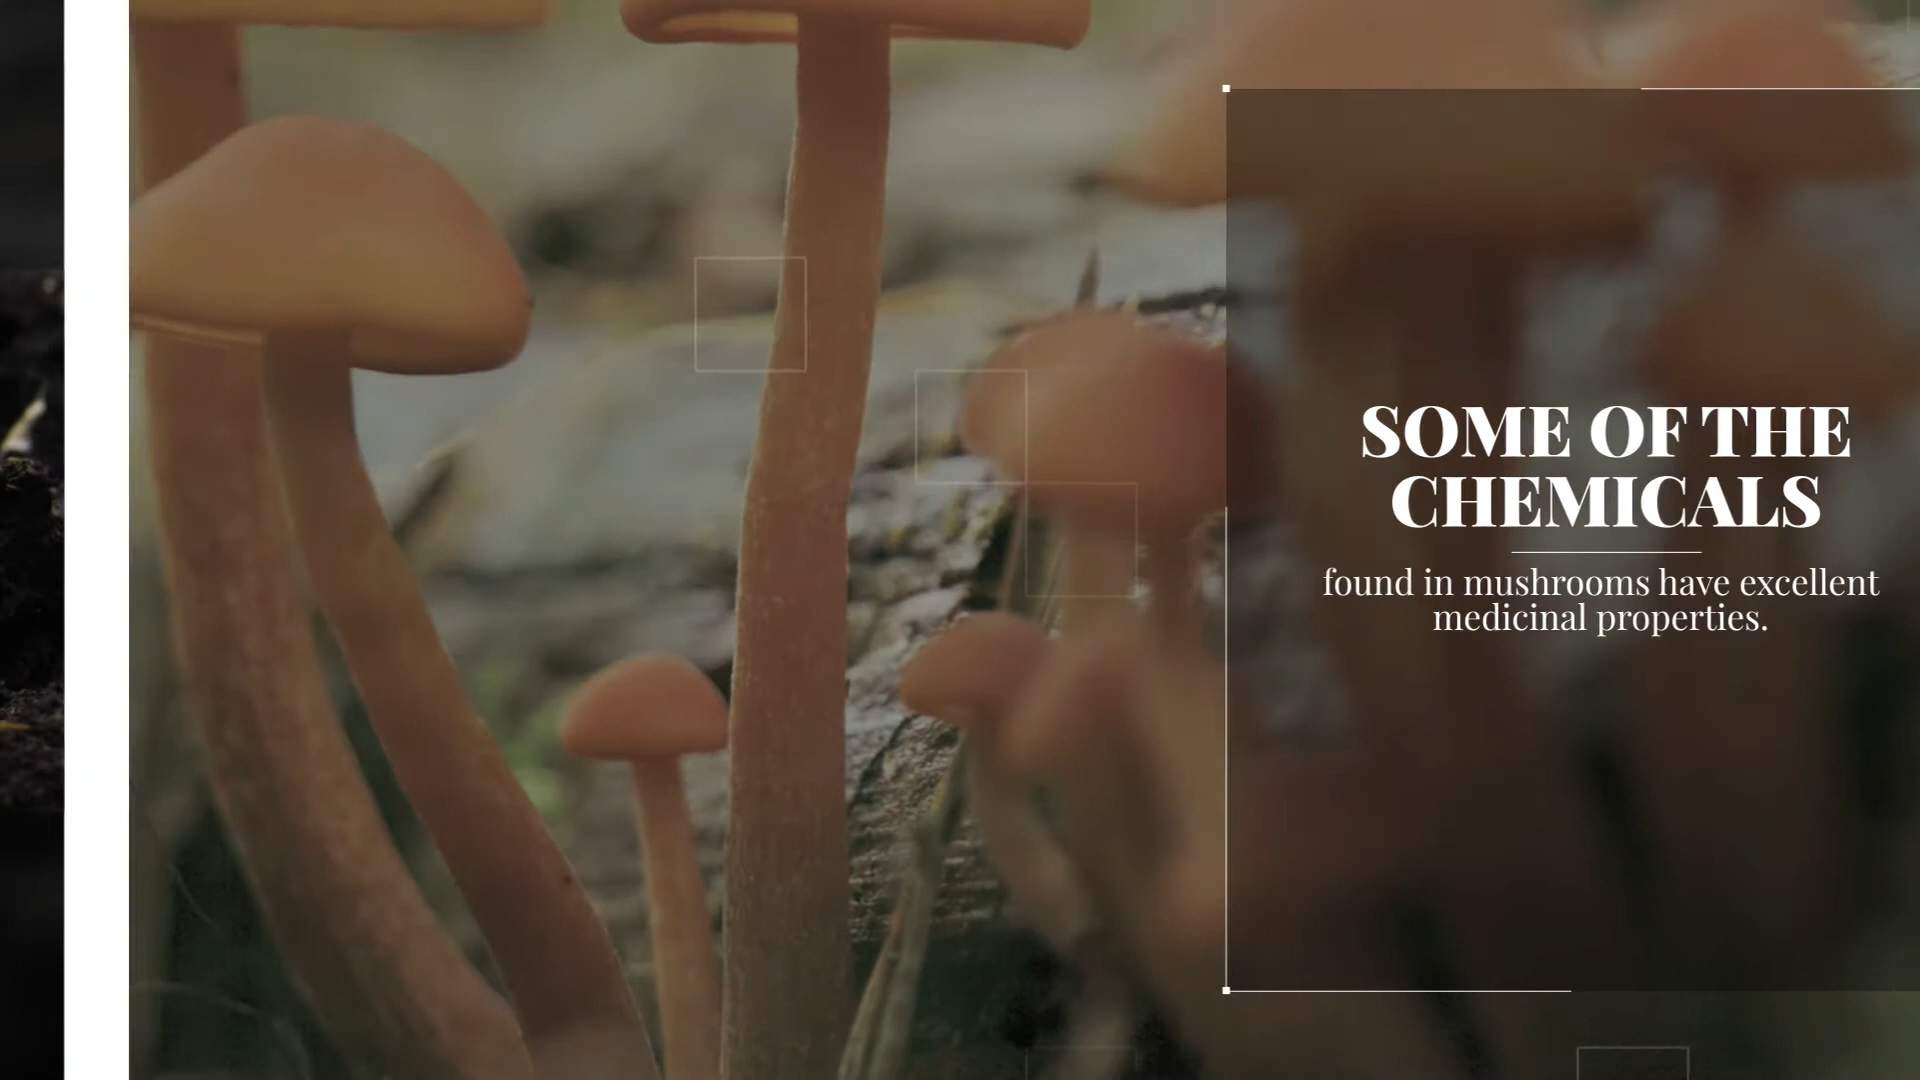 SOME OF THE
CHEMICALS
found in mushrooms have excellent
medicinal properties.